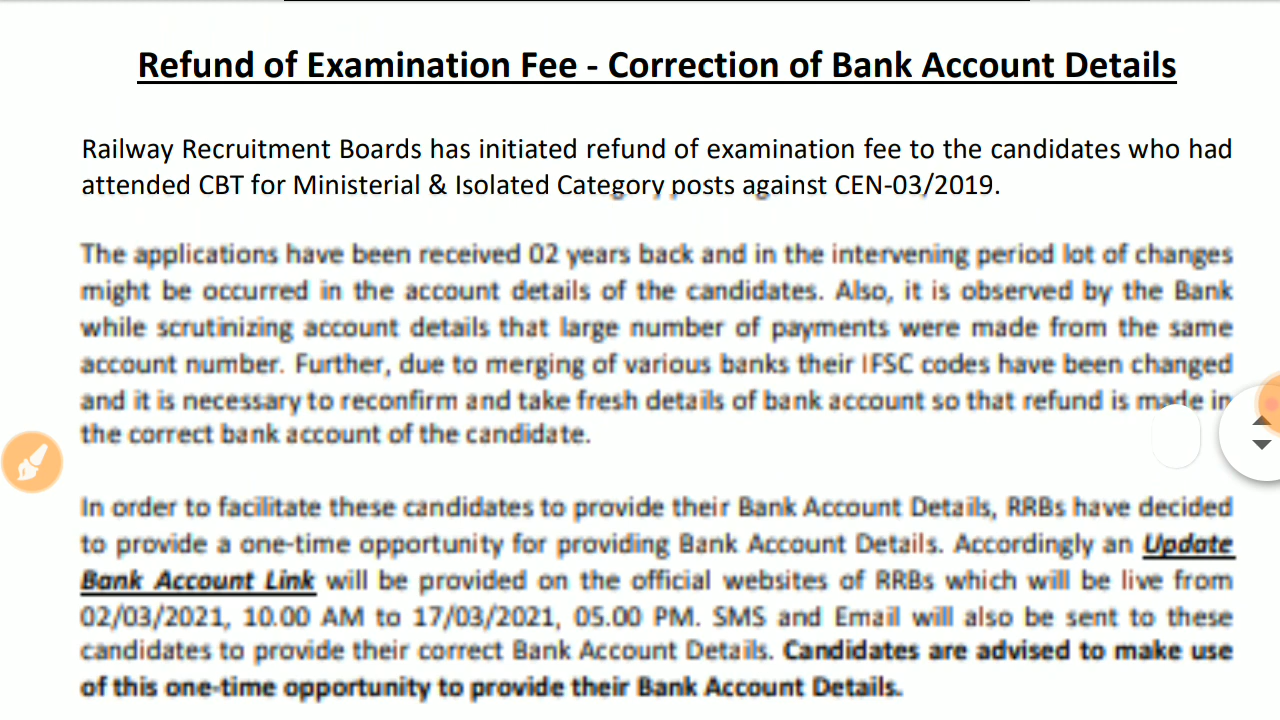 Refund of Examination Fee - Correction of Bank Account Details
Railway Recruitment Boards has initiated refund of examination fee to the candidates who had
attended CBT for Ministerial & Isolated Category posts against CEN-03/2019.
The applications have been received 02 years back and in the intervening period lot of changes
might be occurred in the account details of the candidates. Also, it is observed by the Bank
while scrutinizing account details that large number of payments were made from the same
account number. Further, due to merging of various banks their IFSC codes have been changed
and it is necessary to reconfirm and take fresh details of bank account so that refund is made in
the correct bank account of the candidate.
In order to facilitate these candidates to provide their Bank Account Details, RRBs have decided
to provide a one-time opportunity for providing Bank Account Details. Accordingly an Update
Bank Account Link will be provided on the official websites of RRBs which will be live from
02/03/2021, 10.00 AM to 17/03/2021, 05.00 PM. SMS and Email will also be sent to these
candidates to provide their correct Bank Account Details. Candidates are advised to make use
of this one-time opportunity to provide their Bank Account Details.